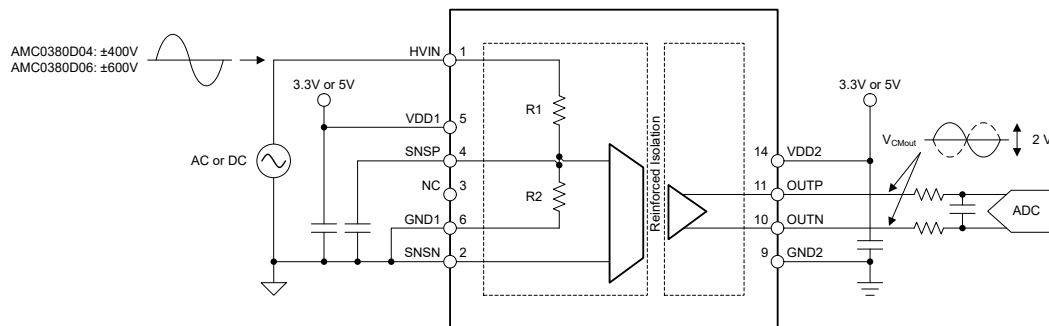 AMC0380D04: ±400V
AMC0380D06: ±600V
HVIN
1
3.3V or 5V
VDD1
5
AC or DC
SNSP
4
NC
3
GND1
6
SNSN
2
R1
R2
Reinforced Isolation
3.3V or 5V
14
VDD2
11
OUTP
10
OUTN
9
GND2
VCMout
2 V
ADC